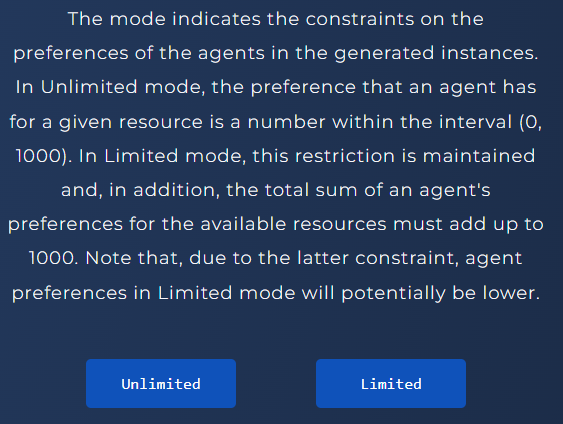 The mode indicates the constraints on the
preferences of the agents in the generated instances.
In Unlimited mode, the preference that an agent has
for a given resource is a number within the interval (0,
1000). In Limited mode, this restriction is maintained
and, in addition, the total sum of an agent's
preferences for the available resources must add up to
1000. Note that, due to the latter constraint, agent
preferences in Limited mode will potentially be lower.
Unlimited
Limited